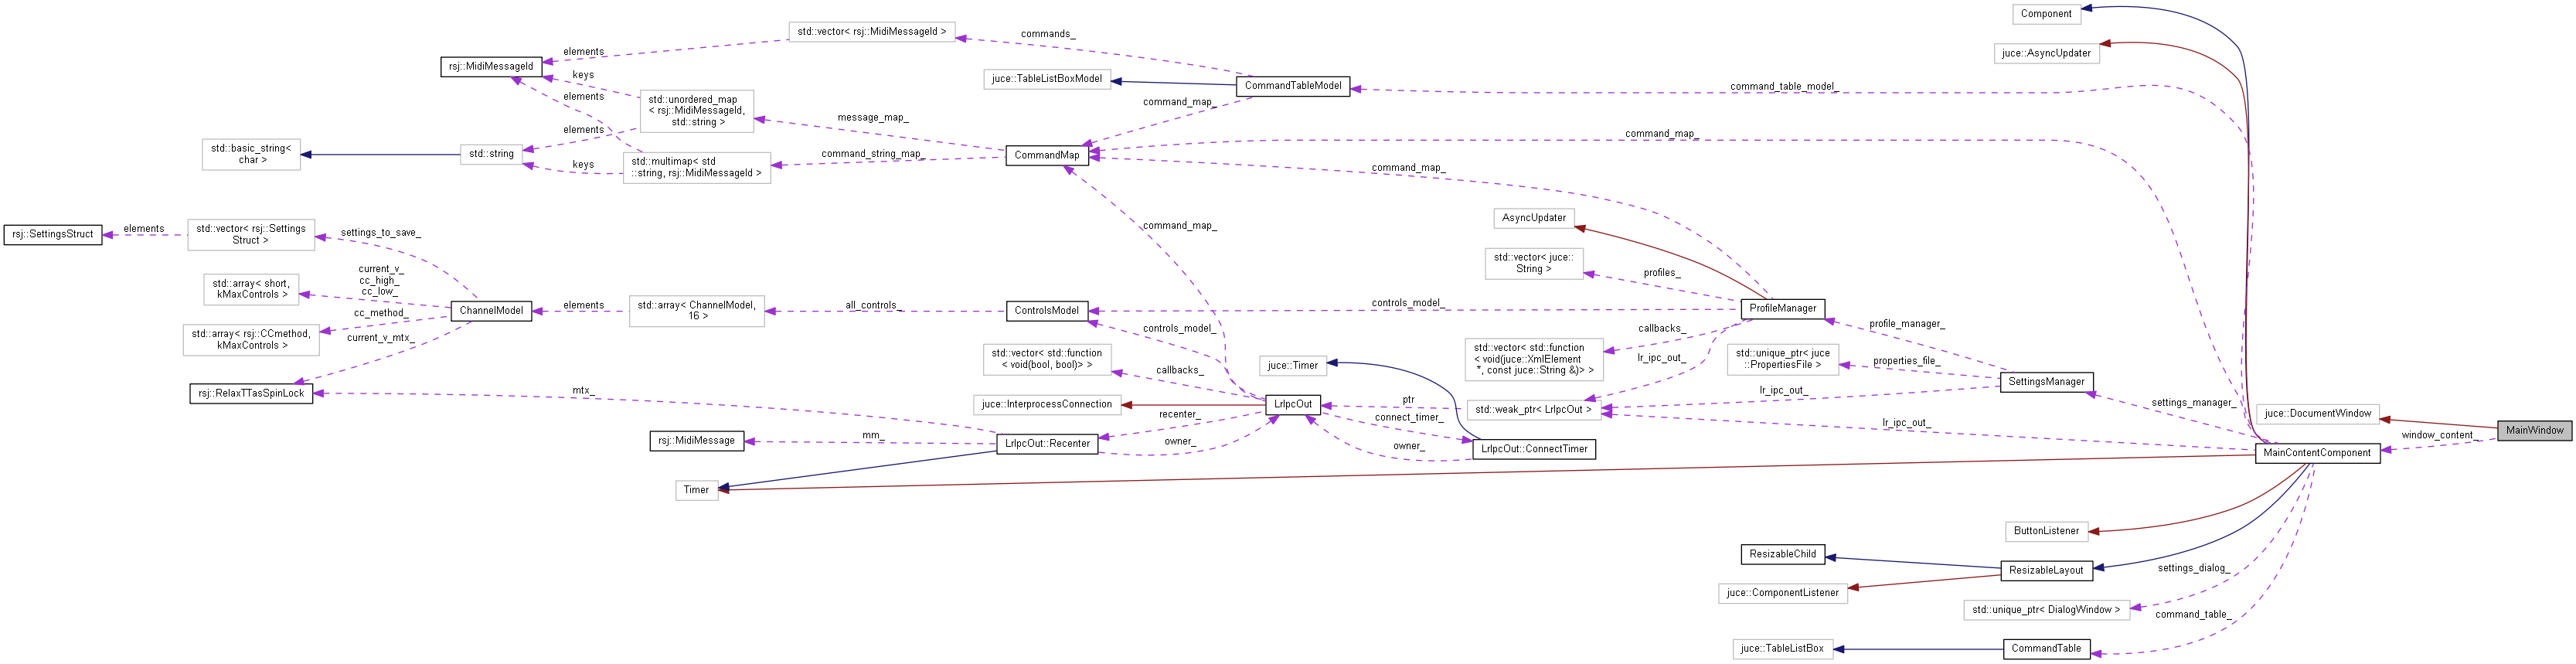 Component
juce::AsyncUpdater
std::vector< rsj::MidiMessageId >
commands_
elements
rsj::MidiMessageId
keys
elements
juce::TableListBoxModel
CommandTableModel
command_table_model_
std::unordered_map
< rsj::MidiMessageId,
std::string >
message_map_
command_map_
command_map_
elements
std::basic_string<
char >
std::string
keys
std::multimap< std
::string, rsj::MidiMessageId >
command_string_map_
CommandMap
command_map_
AsyncUpdater
command_map_
rsj::SettingsStruct
elements
std::vector< rsj::Settings
Struct >
settings_to_save_
std::vector< juce::
String >
profiles_
std::array< short,
kMaxControls >
current_v_
cc_high_
cc_low_
ChannelModel
elements
std::array< ChannelModel,
16 >
all_controls_
ControlsModel
controls_model_
ProfileManager
cc_method_
std::array< rsj::CCmethod,
kMaxControls >
current_v_mtx_
controls_model_
callbacks_
profile_manager_
std::vector< std::function
< void(bool, bool)> >
callbacks_
juce::Timer
std::vector< std::function
< void(juce::XmlElement
*, const juce::String &)> >
lr_ipc_out_
std::unique_ptr< juce
::PropertiesFile >
properties_file_
SettingsManager
rsj::RelaxTTasSpinLock
mtx_
juce::InterprocessConnection
LrIpcOut
ptr
std::weak_ptr< LrIpcOut >
lr_ipc_out_
settings_manager_
recenter_
connect_timer_
lr_ipc_out_
juce::DocumentWindow
MainWindow
rsj::MidiMessage
mm_
LrIpcOut::Recenter
owner_
owner_
LrIpcOut::ConnectTimer
window_content_
MainContentComponent
Timer
ButtonListener
ResizableChild
ResizableLayout
settings_dialog_
juce::ComponentListener
std::unique_ptr< DialogWindow >
command_table_
juce::TableListBox
CommandTable